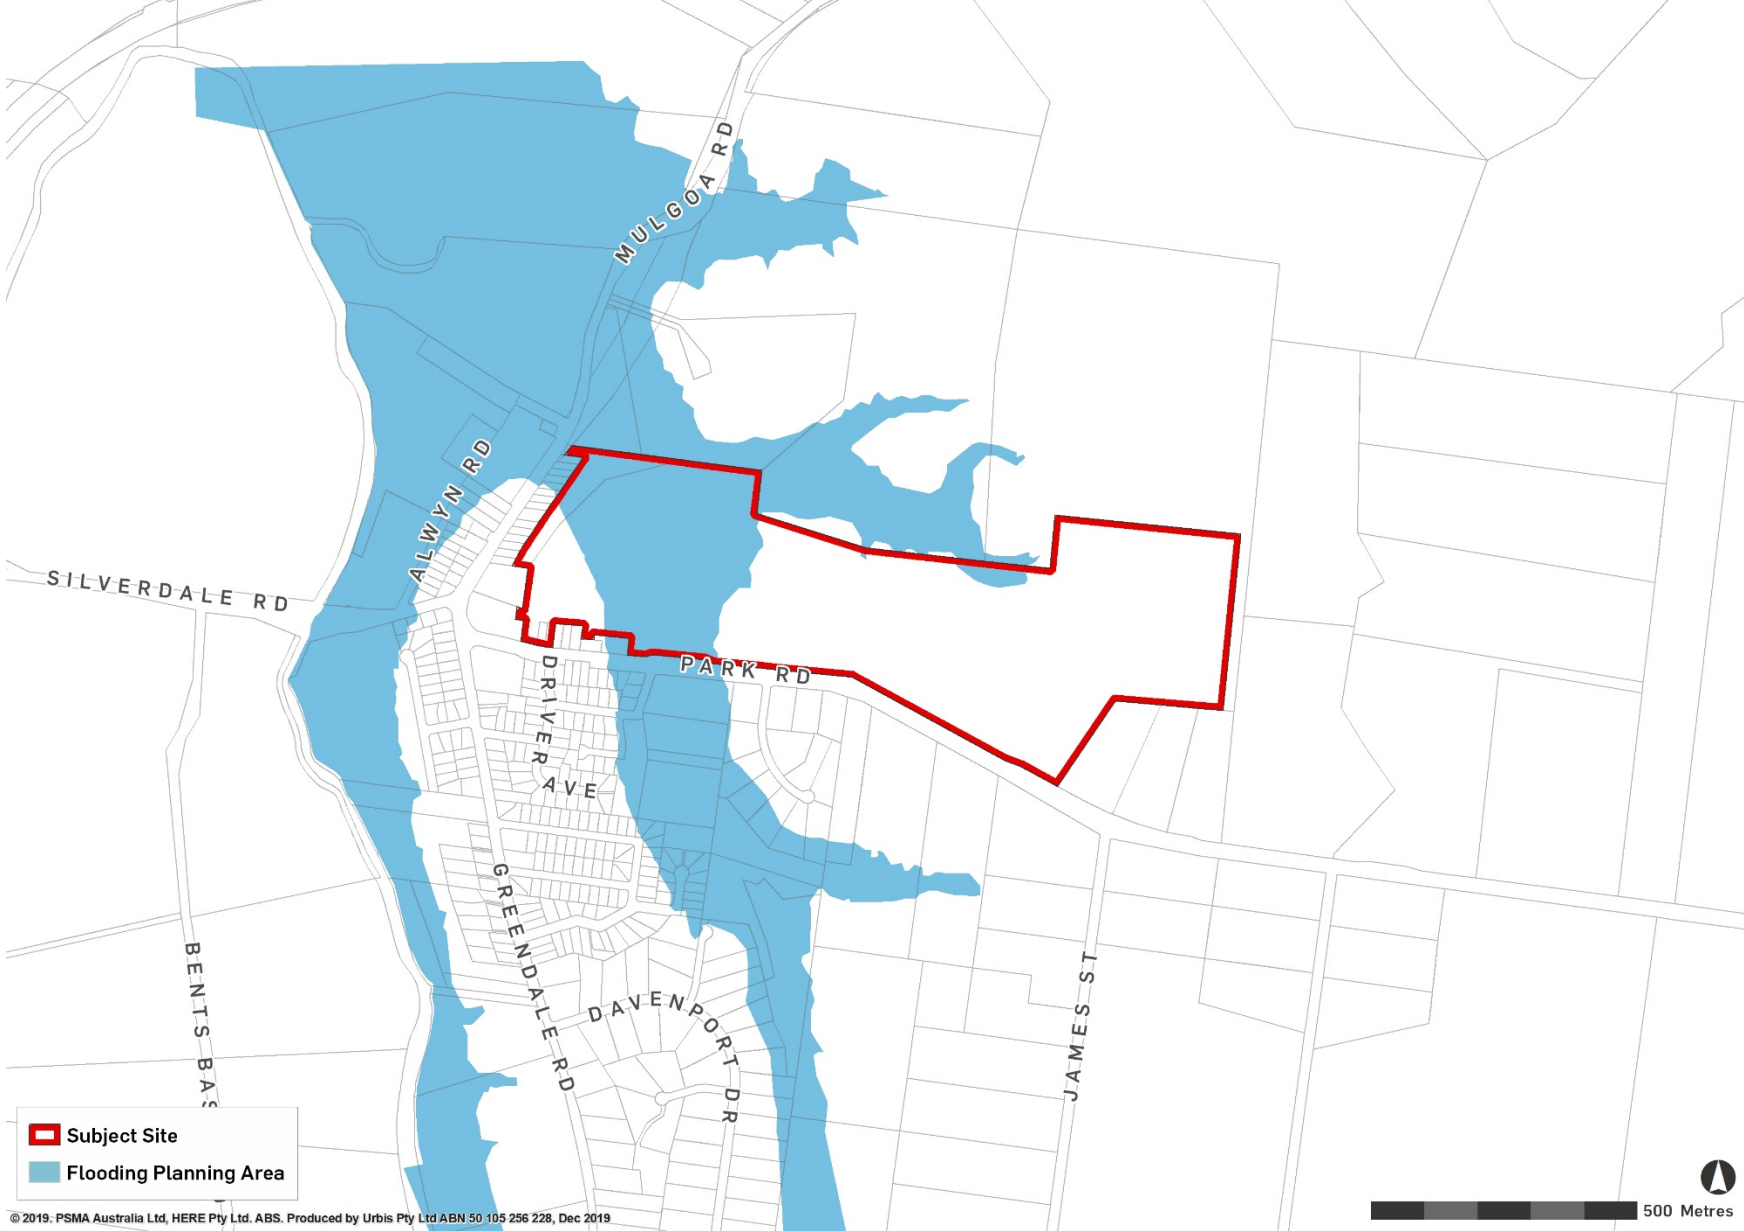 MULGOA RD
ALWYN RD
SILVERDALE RD
PARK RD
DRIVER AVE
GREENDALE RD
BENTS BAS
DAVENPORT DR
JAMES ST
Subject Site
Flooding Planning Area
500 Metres
© 2019. PSMA Australia Ltd, HERE Pty Ltd. ABS. Produced by Urbis Pty Ltd ABN 50 105 256 228, Dec 2019